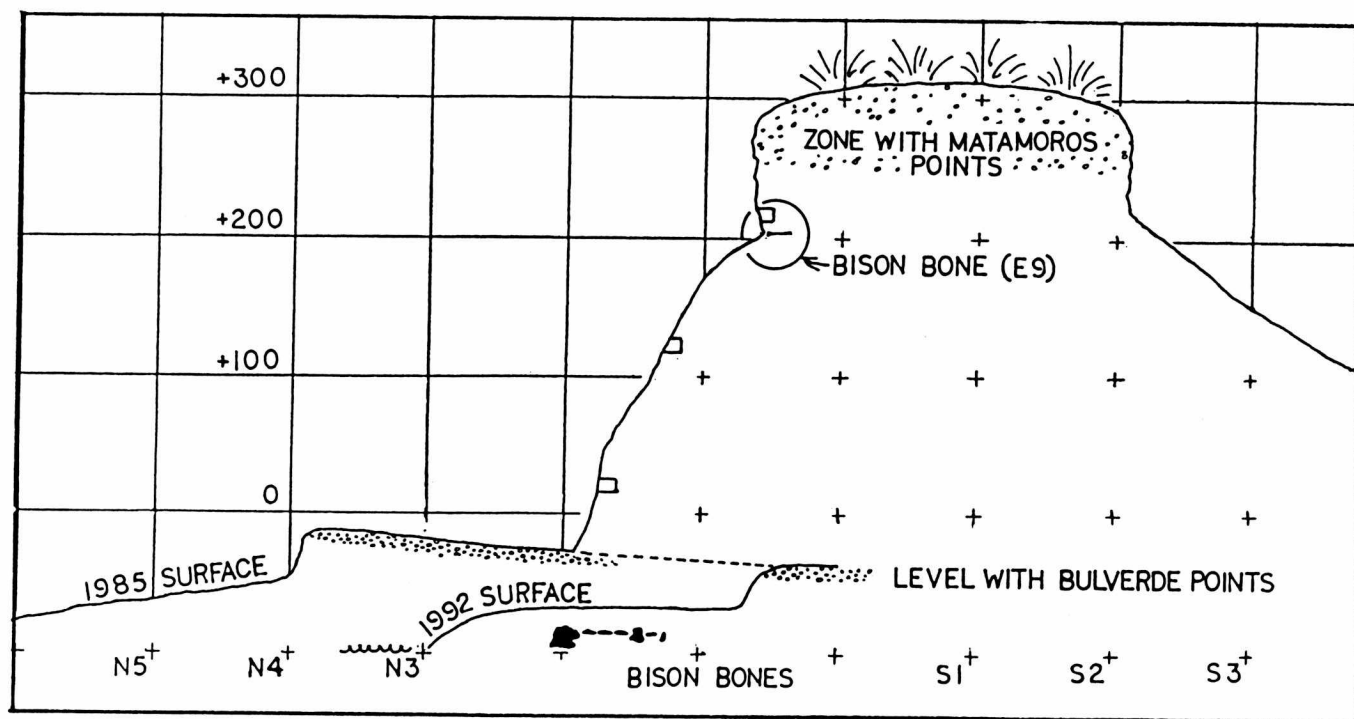 +300
ZONE WITH MATAMOROS
POINTS
+200
BISON BONE (E9)
+100
0
1985 SURFACE
LEVEL WITH BULVERDE POINTS
1992 SURFACE
N5
N4
N3
BISON BONES
S1
S2
S3